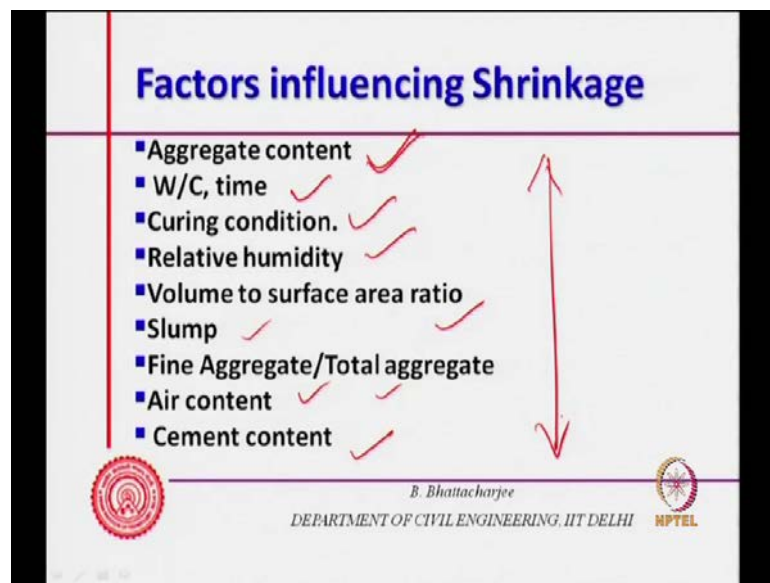 Factors influencing Shrinkage
▪Aggregate content
▪ W/C, time
▪Curing condition.
▪Relative humidity
▪Volume to surface area ratio
▪Slump
▪Fine Aggregate/Total aggregate
▪Air content
▪ Cement content
B. Bhattacharjee
DEPARTMENT OF CIVIL ENGINEERING, IIT DELHI
NPTEL